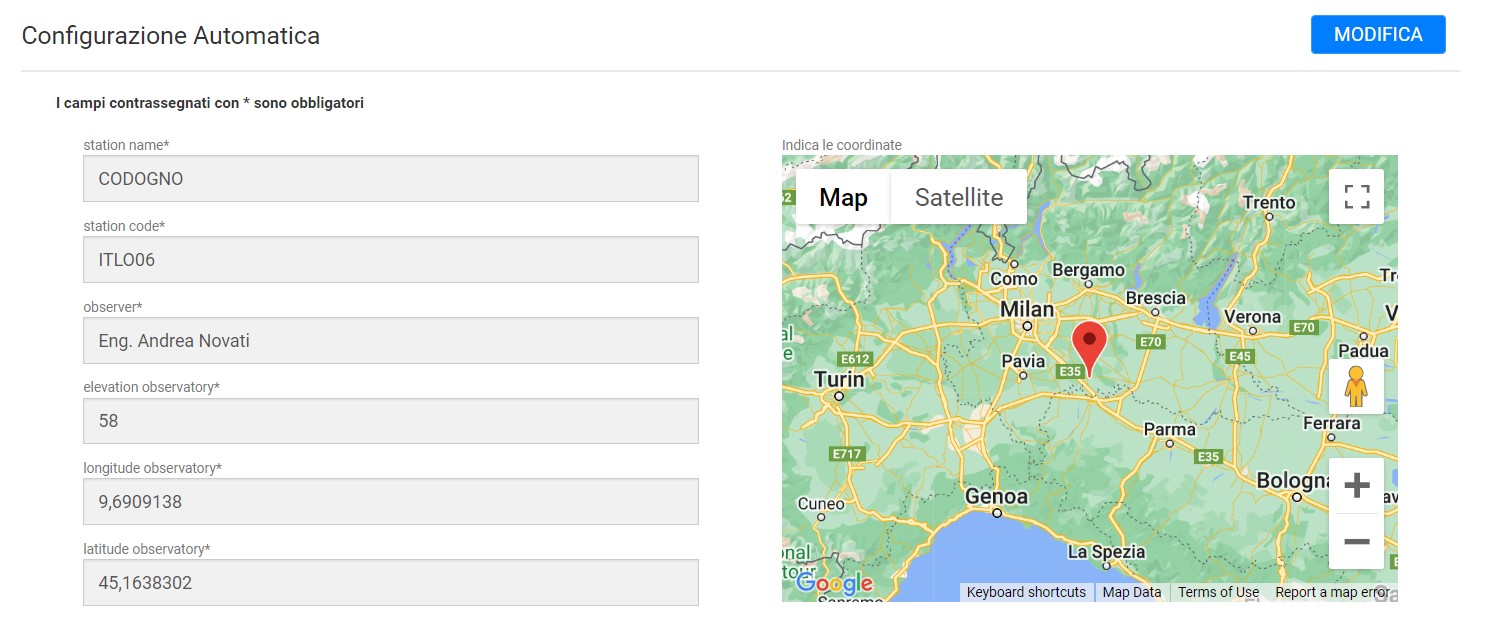 Configurazione Automatica
MODIFICA
I campi contrassegnati con * sono obbligatori
station name*
CODOGNO
station code*
ITLO06
observer*
Eng. Andrea Novati
elevation observatory*
58
longitude observatory*
9,6909138
latitude observatory*
45,1638302
Indica le coordinate
Map
Satellite
Trento
Como
Bergamo
Brescia
Milan
Verona
E70
E70
Padua
E612
Pavia
E35
E45
Turin
Parma
Ferrara
E717
E35
Bologna
Genoa
Cuneo
La Spezia
Google
Sanremo
Keyboard shortcuts
Map Data
Terms of Use
Report a map error